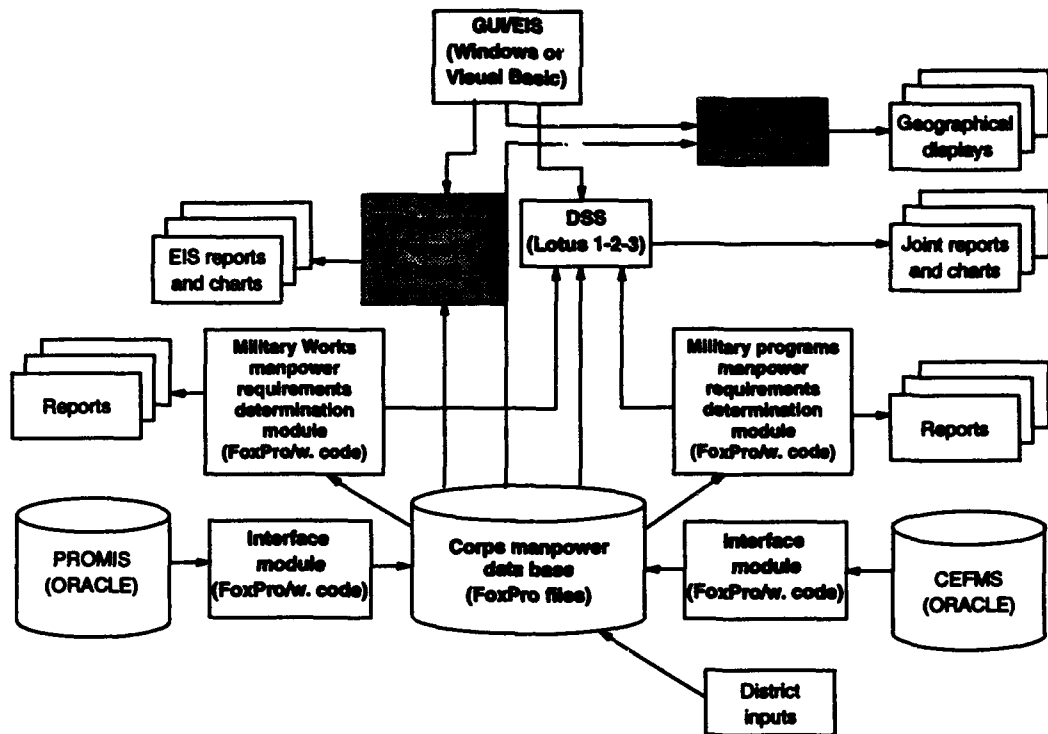 GUI/EIS
(Windows or
Visual Basic)
Geographical
displays
DSS
(Lotus 1-2-3)
Joint reports
and charts
EIS reports
and charts
Military Works
manpower
requirements
determination
module
(FoxPro/w. code)
Military programs
manpower
requirements
determination
module
(FoxPro/w. code)
Reports
Reports
PROMIS
(ORACLE)
Interface
module
(FoxPro/w. code)
Corps manpower
data base
(FoxPro files)
Interface
module
(FoxPro/w. code)
CEFMS
(ORACLE)
District
inputs